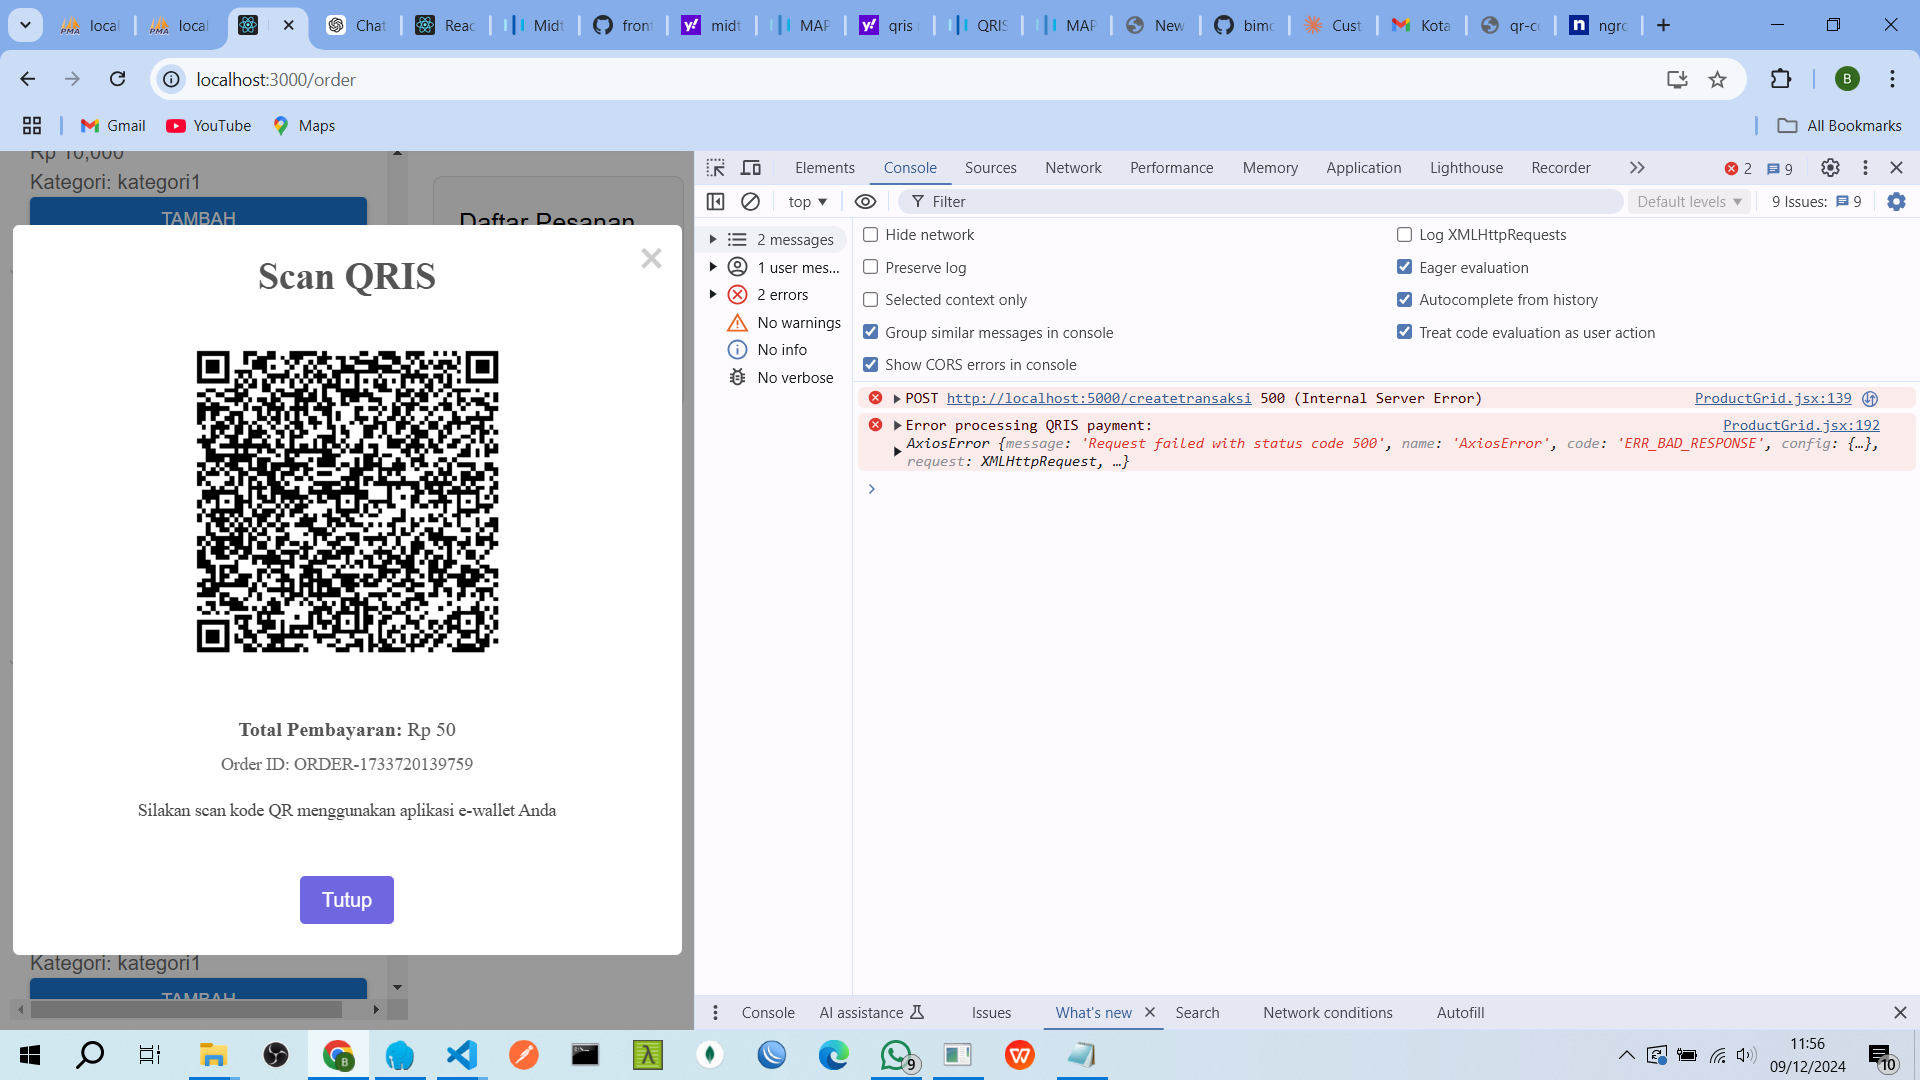 local
local
Chat
Reac
Midt
front
midt
MAP
qris
QRIS
MAP
New
bimo
Cust
Kota
qr-co
ngro
localhost:3000/order
B
Gmail
YouTube
Maps
All Bookmarks
Rp 10,000
Kategori: kategori1
TAMBAH
Daftar Pesanan
Scan QRIS
Total Pembayaran: Rp 50
Order ID: ORDER-1733720139759
Silakan scan kode QR menggunakan aplikasi e-wallet Anda
Tutup
Kategori: kategori1
TAMBAH
Elements
Console
Sources
Network
Performance
Memory
Application
Lighthouse
Recorder
2
9
top
Filter
Default levels
9 Issues:
9
2 messages
1 user mes...
2 errors
No warnings
No info
No verbose
Hide network
Log XMLHttpRequests
Preserve log
Eager evaluation
Selected context only
Autocomplete from history
Group similar messages in console
Treat code evaluation as user action
Show CORS errors in console
POST http://localhost:5000/createtransaksi 500 (Internal Server Error)
ProductGrid.jsx:139
Error processing QRIS payment:
ProductGrid.jsx:192
AxiosError {message: 'Request failed with status code 500', name: 'AxiosError', code: 'ERR_BAD_RESPONSE', config: {…},
request: XMLHttpRequest, …}
Console
AI assistance
Issues
What's new
Search
Network conditions
Autofill
9
11:56
09/12/2024
10